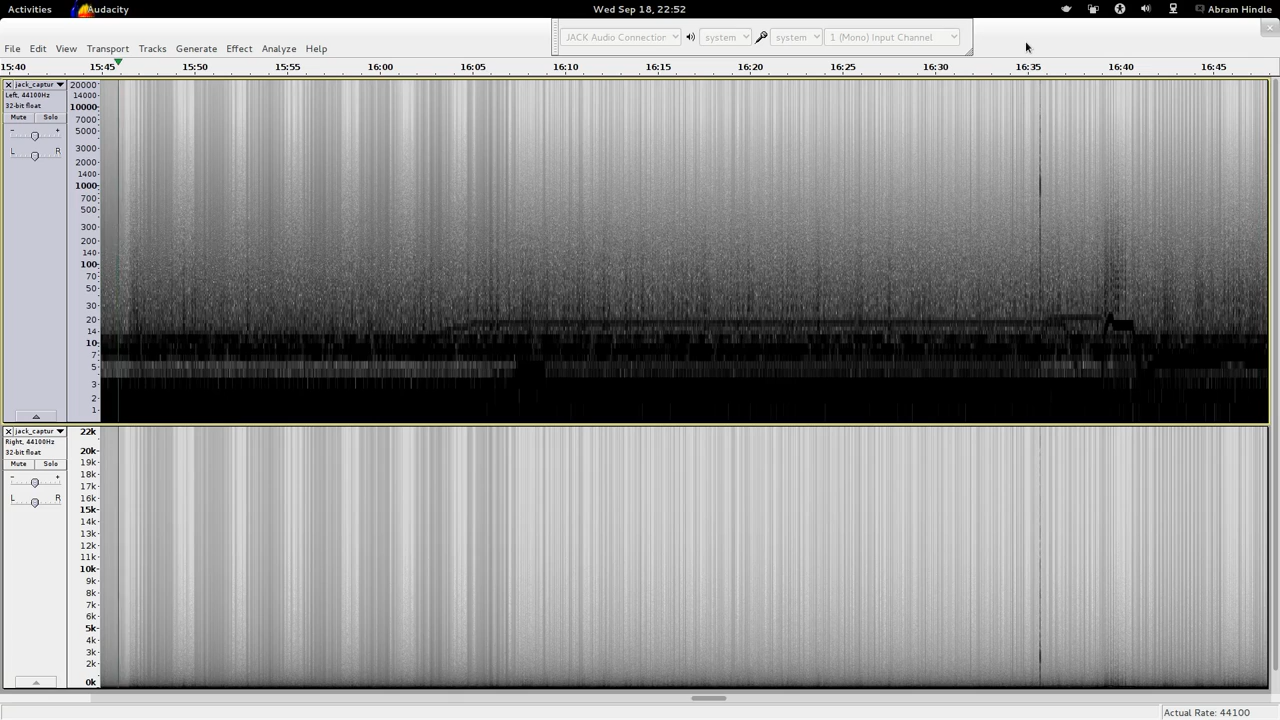 Activities Audacity Wed Sep 18, 22:52 Abram Hindle
JACK Audio Connection system system 1 (Mono) Input Channel
File Edit View Transport Tracks Generate Effect Analyze Help
15:40 15:45 15:50 15:55 16:00 16:05 16:10 16:15 16:20 16:25 16:30 16:35 16:40 16:45
jack_captur
Left, 44100Hz
32-bit float
Mute Solo
- +
L R
20000
14000
10000
7000
5000
3000
2000
1400
1000
700
500
300
200
140
100
70
50
30
20
14
10
7
5
3
2
1
jack_captur
Right, 44100Hz
32-bit float
Mute Solo
- +
L R
22k
20k
19k
18k
17k
16k
15k
14k
13k
12k
11k
10k
9k
8k
7k
6k
5k
4k
3k
2k
0k
Actual Rate: 44100